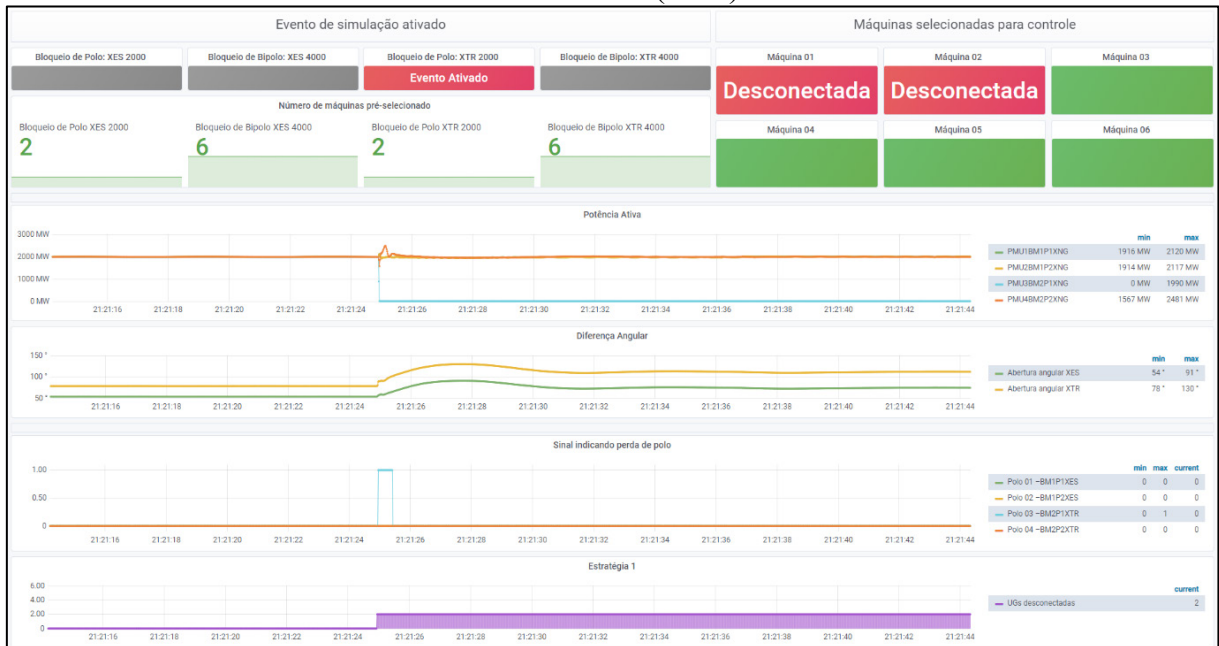 Evento de simulação ativado
Máquinas selecionadas para controle
Bloqueio de Polo: XES 2000
Bloqueio de Bipolo: XES 4000
Bloqueio de Polo: XTR 2000
Bloqueio de Bipolo: XTR 4000
Evento Ativado
Máquina 01
Máquina 02
Máquina 03
Desconectada
Desconectada
Número de máquinas pré-selecionado
Bloqueio de Polo XES 2000
Bloqueio de Bipolo XES 4000
Bloqueio de Polo XTR 2000
Bloqueio de Bipolo XTR 4000
2
6
2
6
Máquina 04
Máquina 05
Máquina 06
Potência Ativa
3000 MW
2000 MW
1000 MW
0 MW
21:21:16 21:21:18 21:21:20 21:21:22 21:21:24 21:21:26 21:21:28 21:21:30 21:21:32 21:21:34 21:21:36 21:21:38 21:21:40 21:21:42 21:21:44
min max
PMU1BM1P1XNG 1916 MW 2120 MW
PMU2BM1P2XNG 1914 MW 2117 MW
PMU3BM2P1XNG 0 MW 1990 MW
PMU4BM2P2XNG 1567 MW 2481 MW
Diferença Angular
150 °
100 °
50 °
21:21:16 21:21:18 21:21:20 21:21:22 21:21:24 21:21:26 21:21:28 21:21:30 21:21:32 21:21:34 21:21:36 21:21:38 21:21:40 21:21:42 21:21:44
min max
Abertura angular XES 54 ° 91 °
Abertura angular XTR 78 ° 130 °
Sinal indicando perda de polo
1.00
0.50
0
21:21:16 21:21:18 21:21:20 21:21:22 21:21:24 21:21:26 21:21:28 21:21:30 21:21:32 21:21:34 21:21:36 21:21:38 21:21:40 21:21:42 21:21:44
min max current
Polo 01 –BM1P1XES 0 0 0
Polo 02 –BM1P2XES 0 0 0
Polo 03 –BM2P1XTR 0 1 0
Polo 04 –BM2P2XTR 0 0 0
Estratégia 1
6.00
4.00
2.00
0
21:21:16 21:21:18 21:21:20 21:21:22 21:21:24 21:21:26 21:21:28 21:21:30 21:21:32 21:21:34 21:21:36 21:21:38 21:21:40 21:21:42 21:21:44
current
UGs desconectadas 2